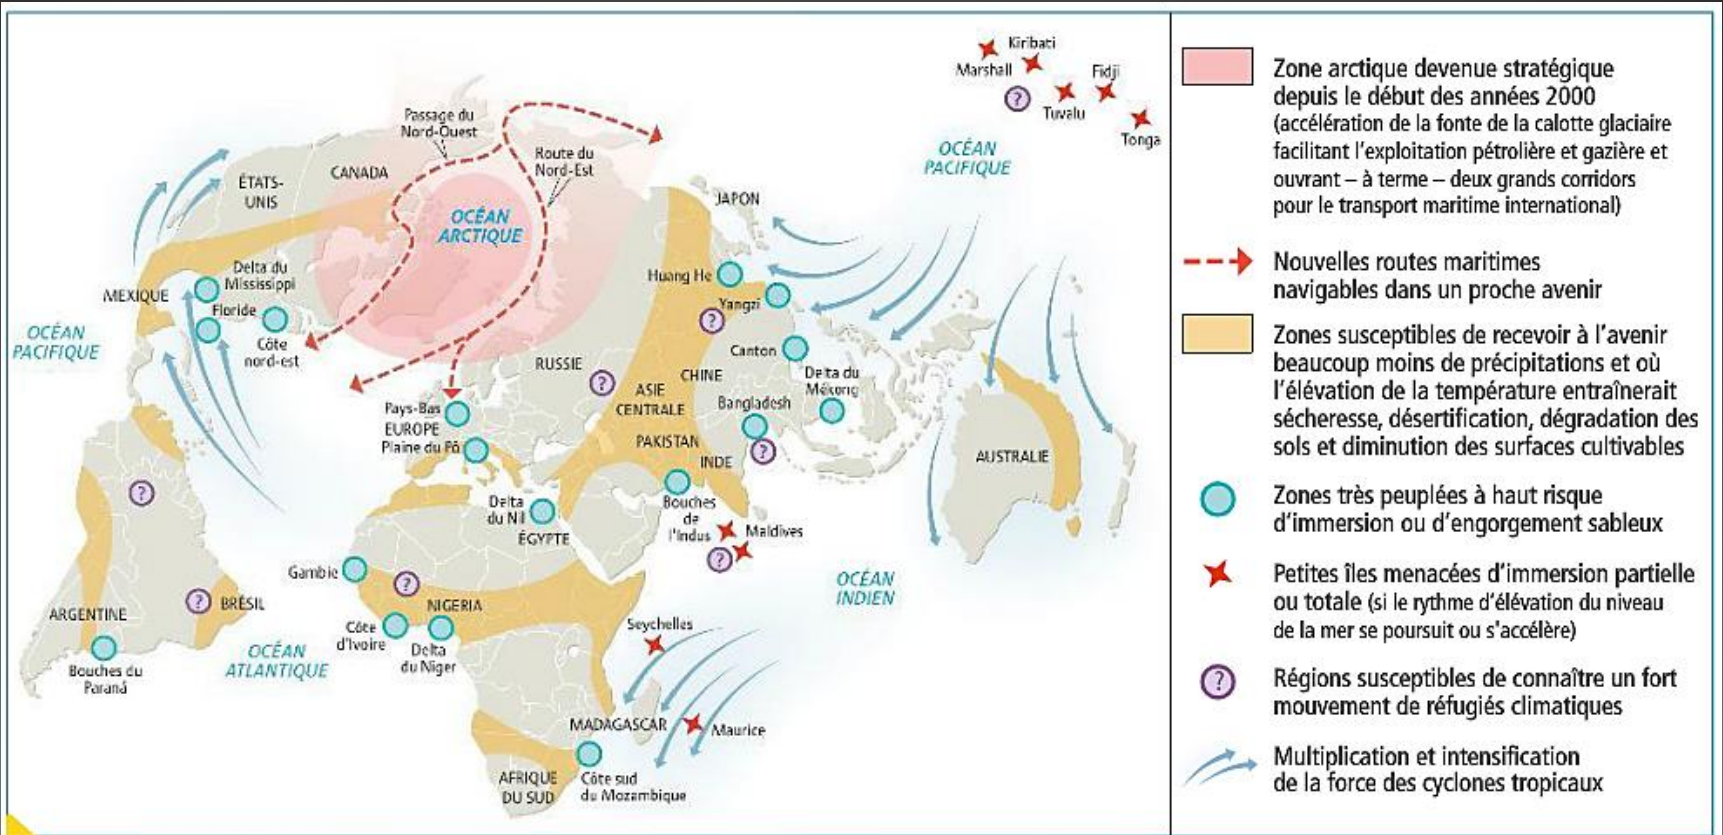 Kiribati
Marshall
Fidji
?
Tuvalu
Tonga
Passage du
Nord-Ouest
Route du
Nord-Est
OCÉAN
PACIFIQUE
CANADA
ÉTATS-
UNIS
OCÉAN
ARCTIQUE
JAPON
Delta du
Mississippi
Huang He
MEXIQUE
Floride
Yangzi
?
OCÉAN
PACIFIQUE
Côte
nord-est
Canton
RUSSIE
?
CHINE
Delta du
Mékong
ASIE
CENTRALE
Bangladesh
Pays-Bas
EUROPE
Plaine du Pô
PAKISTAN
?
INDE
AUSTRALIE
?
Delta
du Nil
ÉGYPTE
Bouches
de
l'Indus
Maldives
?
Gambie
?
OCÉAN
INDIEN
?
BRÉSIL
NIGERIA
ARGENTINE
Côte
d'Ivoire
Delta
du Niger
Seychelles
OCÉAN
ATLANTIQUE
Bouches du
Paraná
MADAGASCAR
Maurice
AFRIQUE
DU SUD
Côte sud
du Mozambique
Zone arctique devenue stratégique
depuis le début des années 2000
(accélération de la fonte de la calotte glaciaire
facilitant l'exploitation pétrolière et gazière et
ouvrant – à terme – deux grands corridors
pour le transport maritime international)
Nouvelles routes maritimes
navigables dans un proche avenir
Zones susceptibles de recevoir à l'avenir
beaucoup moins de précipitations et où
l'élévation de la température entraînerait
sécheresse, désertification, dégradation des
sols et diminution des surfaces cultivables
Zones très peuplées à haut risque
d'immersion ou d'engorgement sableux
Petites îles menacées d'immersion partielle
ou totale (si le rythme d'élévation du niveau
de la mer se poursuit ou s'accélère)
?
Régions susceptibles de connaître un fort
mouvement de réfugiés climatiques
Multiplication et intensification
de la force des cyclones tropicaux